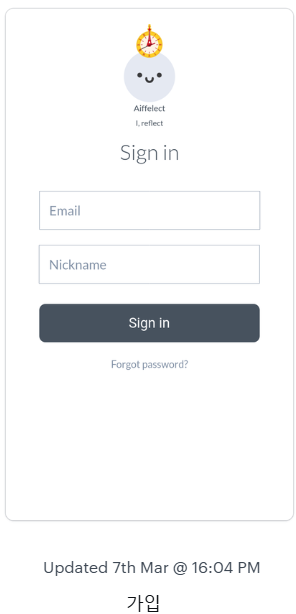 Aiffelect
I, reflect
Sign in
Email
Nickname
Sign in
Forgot password?
Updated 7th Mar @ 16:04 PM
가입